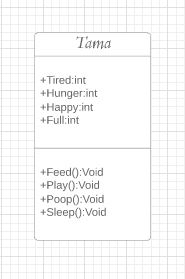 Tama
+Tired:int
+Hunger:int
+Happy:int
+Full:int
+Feed():Void
+Play():Void
+Poop():Void
+Sleep():Void